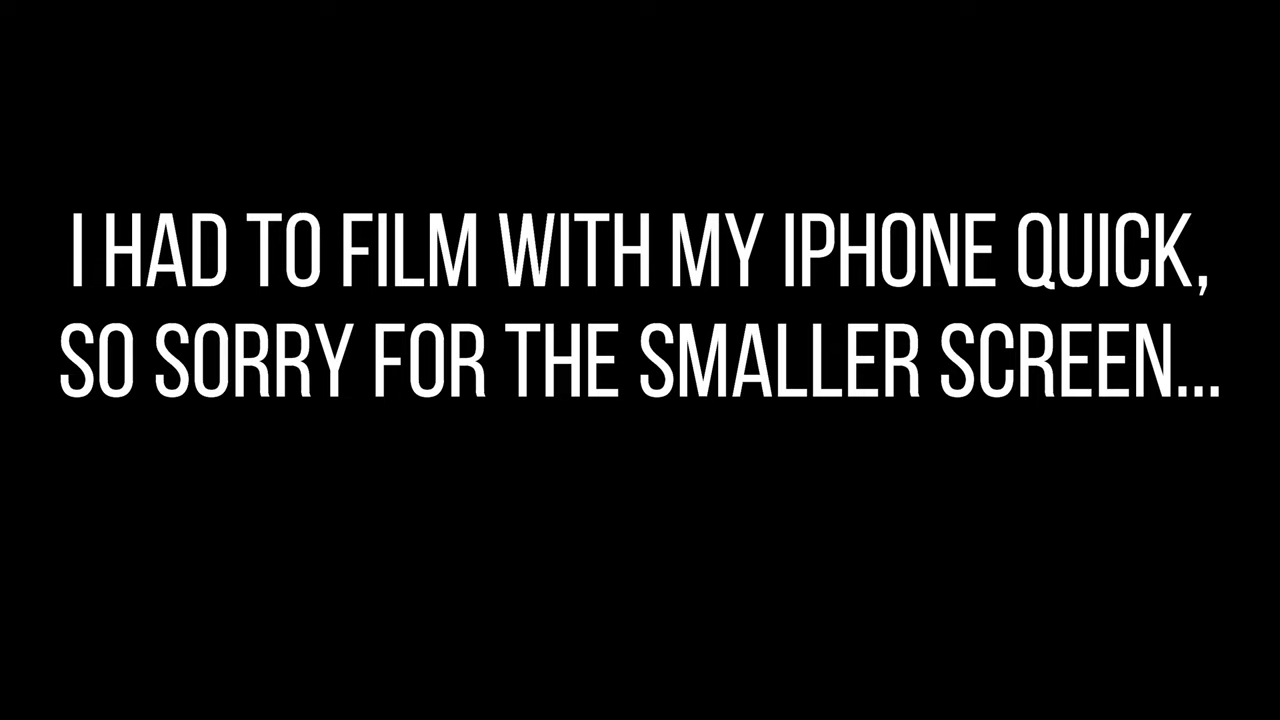 I HAD TO FILM WITH MY IPHONE QUICK,
SO SORRY FOR THE SMALLER SCREEN...